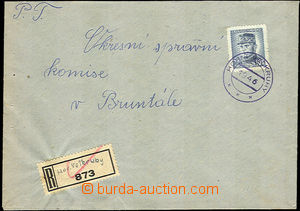 P. T.
Okresní správní
komise
v Bruntále
R
873
burda-auction.com